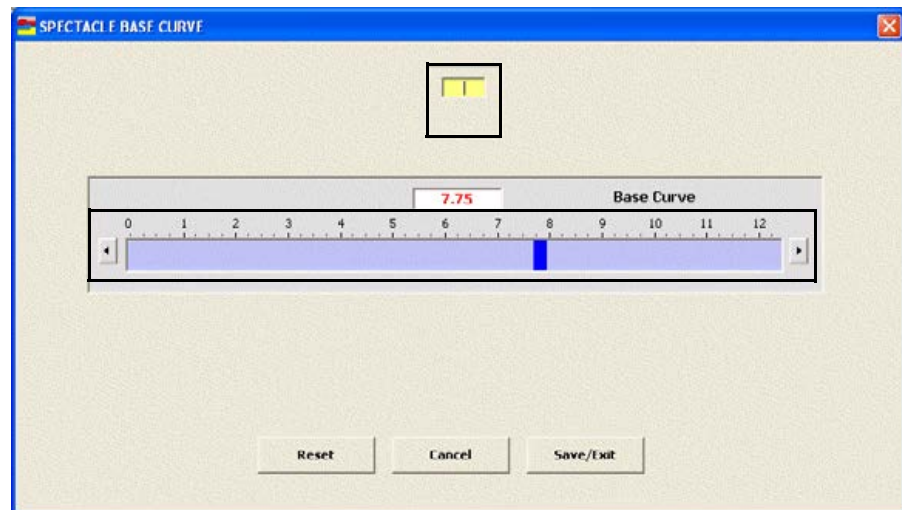 SPECTACLE BASE CURVE
7.75 Base Curve
0 1 2 3 4 5 6 7 8 9 10 11 12
Reset Cancel Save/Exit